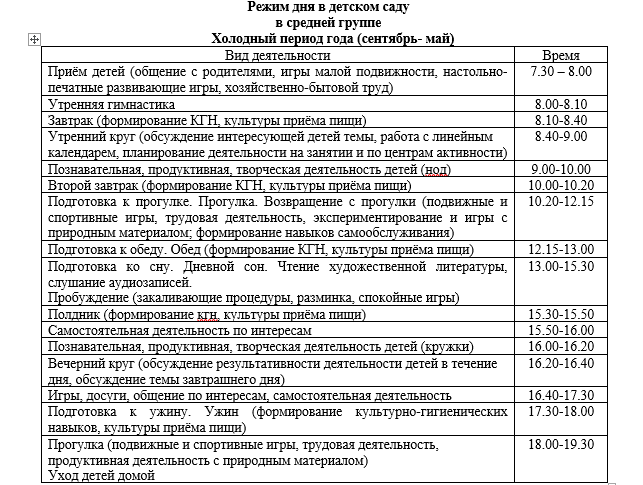 Режим дня в детском саду
в средней группе
Холодный период года (сентябрь- май)
Вид деятельности Время
Приём детей (общение с родителями, игры малой подвижности, настольно- 7.30 – 8.00
печатные развивающие игры, хозяйственно-бытовой труд)
Утренняя гимнастика 8.00-8.10
Завтрак (формирование КГН, культуры приёма пищи) 8.10-8.40
Утренний круг (обсуждение интересующей детей темы, работа с линейным 8.40-9.00
календарем, планирование деятельности на занятии и по центрам активности)
Познавательная, продуктивная, творческая деятельность детей (нод) 9.00-10.00
Второй завтрак (формирование КГН, культуры приёма пищи) 10.00-10.20
Подготовка к прогулке. Прогулка. Возвращение с прогулки (подвижные и 10.20-12.15
спортивные игры, трудовая деятельность, экспериментирование и игры с
природным материалом; формирование навыков самообслуживания)
Подготовка к обеду. Обед (формирование КГН, культуры приёма пищи) 12.15-13.00
Подготовка ко сну. Дневной сон. Чтение художественной литературы, 13.00-15.30
слушание аудиозаписей.
Пробуждение (закаливающие процедуры, разминка, спокойные игры)
Полдник (формирование кгн, культуры приёма пищи) 15.30-15.50
Самостоятельная деятельность по интересам 15.50-16.00
Познавательная, продуктивная, творческая деятельность детей (кружки) 16.00-16.20
Вечерний круг (обсуждение результативности деятельности детей в течение 16.20-16.40
дня, обсуждение темы завтрашнего дня)
Игры, досуги, общение по интересам, самостоятельная деятельность 16.40-17.30
Подготовка к ужину. Ужин (формирование культурно-гигиенических 17.30-18.00
навыков, культуры приёма пищи)
Прогулка (подвижные и спортивные игры, трудовая деятельность, 18.00-19.30
продуктивная деятельность с природным материалом)
Уход детей домой